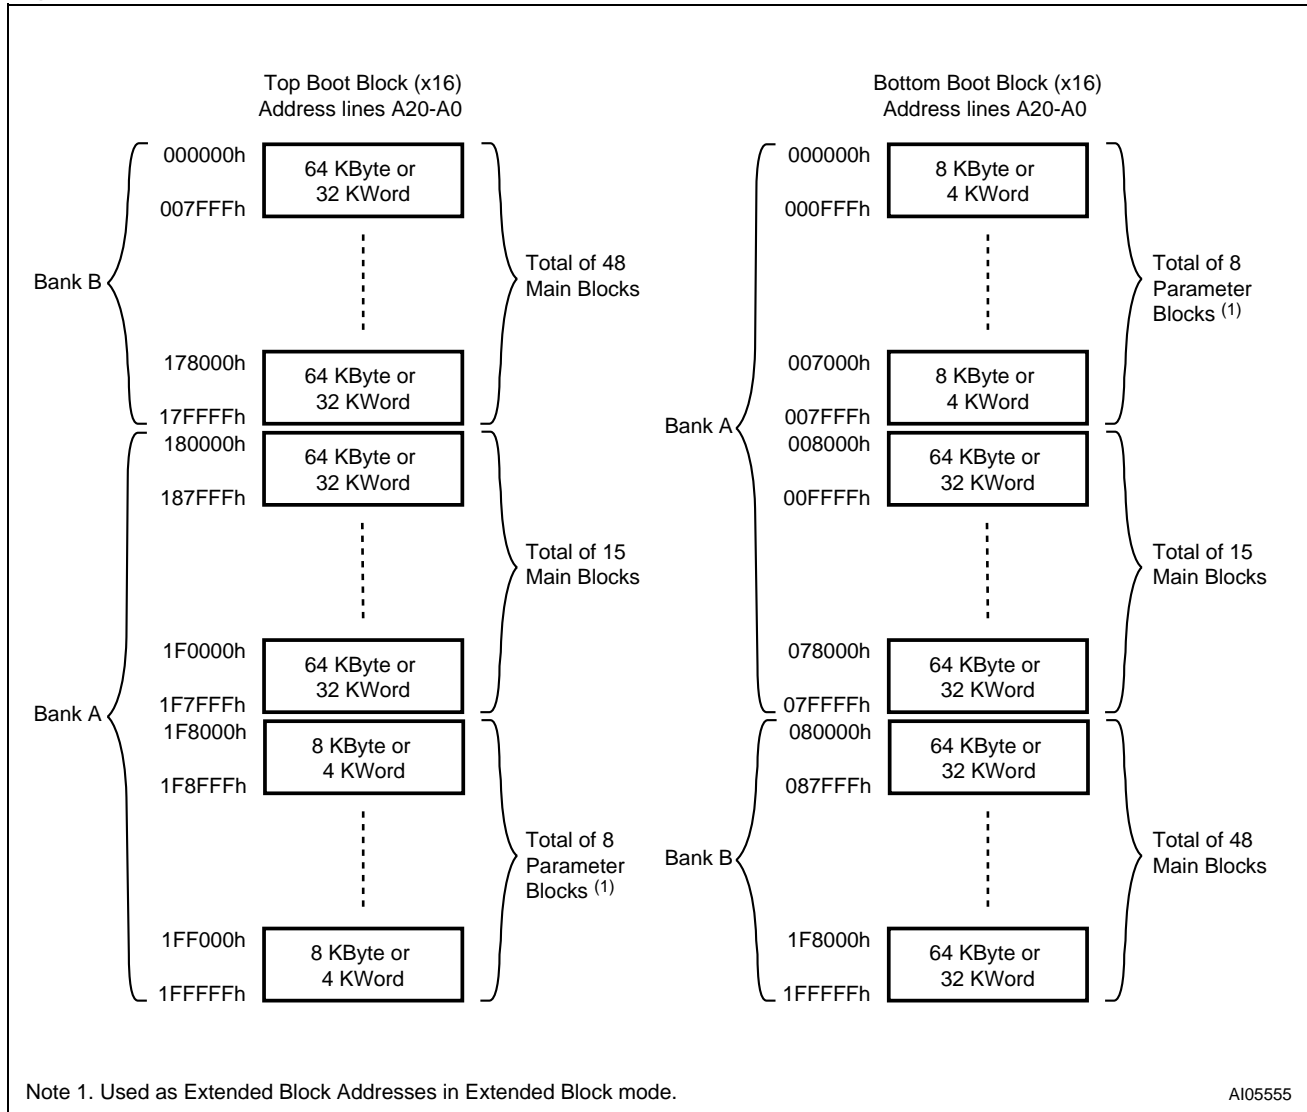 Top Boot Block (x16)
Address lines A20-A0
000000h
64 KByte or
32 KWord
007FFFh
Bank B
Total of 48
Main Blocks
178000h
64 KByte or
32 KWord
17FFFFh
180000h
64 KByte or
32 KWord
187FFFh
Total of 15
Main Blocks
1F0000h
64 KByte or
32 KWord
1F7FFFh
Bank A
1F8000h
8 KByte or
4 KWord
1F8FFFh
Total of 8
Parameter
Blocks (1)
1FF000h
8 KByte or
4 KWord
1FFFFFh
Bottom Boot Block (x16)
Address lines A20-A0
000000h
8 KByte or
4 KWord
000FFFh
Total of 8
Parameter
Blocks (1)
007000h
8 KByte or
4 KWord
007FFFh
Bank A
008000h
64 KByte or
32 KWord
00FFFFh
Total of 15
Main Blocks
078000h
64 KByte or
32 KWord
07FFFFh
080000h
64 KByte or
32 KWord
087FFFh
Bank B
Total of 48
Main Blocks
1F8000h
64 KByte or
32 KWord
1FFFFFh
Note 1. Used as Extended Block Addresses in Extended Block mode.
AI05555